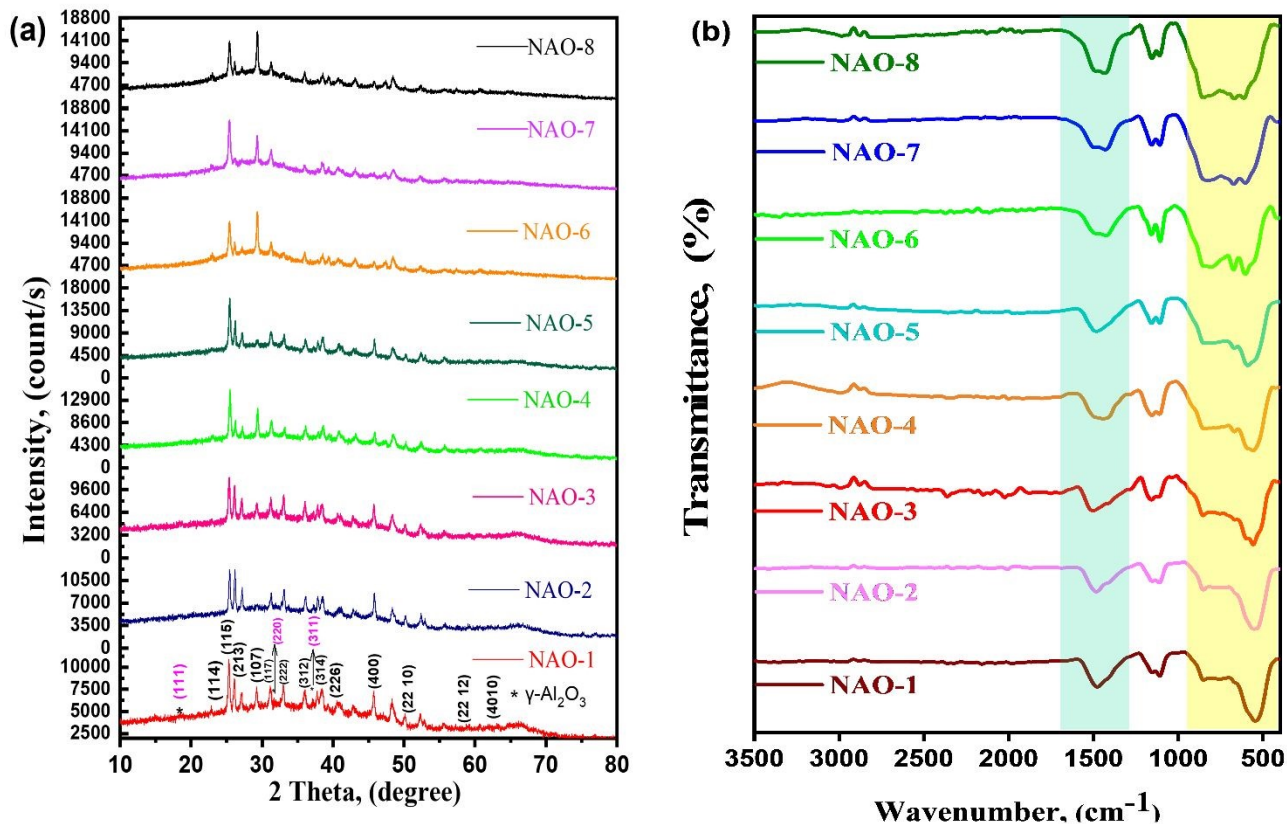 (a)
Intensity, (count/s)
18800
14100
9400
4700
18800
14100
9400
4700
18800
14100
9400
4700
18000
13500
9000
4500
0
12900
8600
4300
0
9600
6400
3200
0
10500
7000
3500
0
10000
7500
5000
2500
NAO-8
NAO-7
NAO-6
NAO-5
NAO-4
NAO-3
NAO-2
NAO-1
(111)
*
(114)
(115)
(213)
(107)
(117)
(220)
(222)
(312)
(311)
(314)
(226)
(400)
(22 10)
(22 12)
(4010)
* γ-Al₂O₃
10 20 30 40 50 60 70 80
2 Theta, (degree)
(b)
Transmittance, (%)
NAO-8
NAO-7
NAO-6
NAO-5
NAO-4
NAO-3
NAO-2
NAO-1
3500 3000 2500 2000 1500 1000 500
Wavenumber, (cm⁻¹)